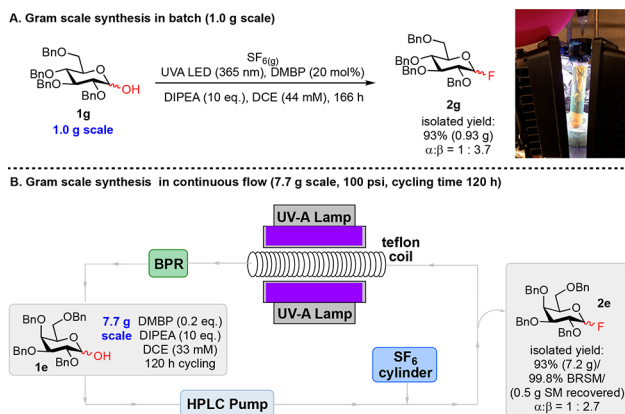 A. Gram scale synthesis in batch (1.0 g scale)
BnO
BnO
BnO
BnO
O
OH
1g
1.0 g scale
SF6(g)
UVA LED (365 nm), DMBP (20 mol%)
DIPEA (10 eq.), DCE (44 mM), 166 h
BnO
BnO
BnO
BnO
O
F
2g
isolated yield:
93% (0.93 g)
α:β = 1 : 3.7
B. Gram scale synthesis in continuous flow (7.7 g scale, 100 psi, cycling time 120 h)
UV-A Lamp
teflon
coil
UV-A Lamp
BPR
BnO
OBn
BnO
BnO
O
OH
1e
7.7 g
scale
DMBP (0.2 eq.)
DIPEA (10 eq.)
DCE (33 mM)
120 h cycling
HPLC Pump
SF6
cylinder
BnO
OBn
BnO
BnO
O
F
2e
isolated yield:
93% (7.2 g)/
99.8% BRSM/
(0.5 g SM recovered)
α:β = 1 : 2.7